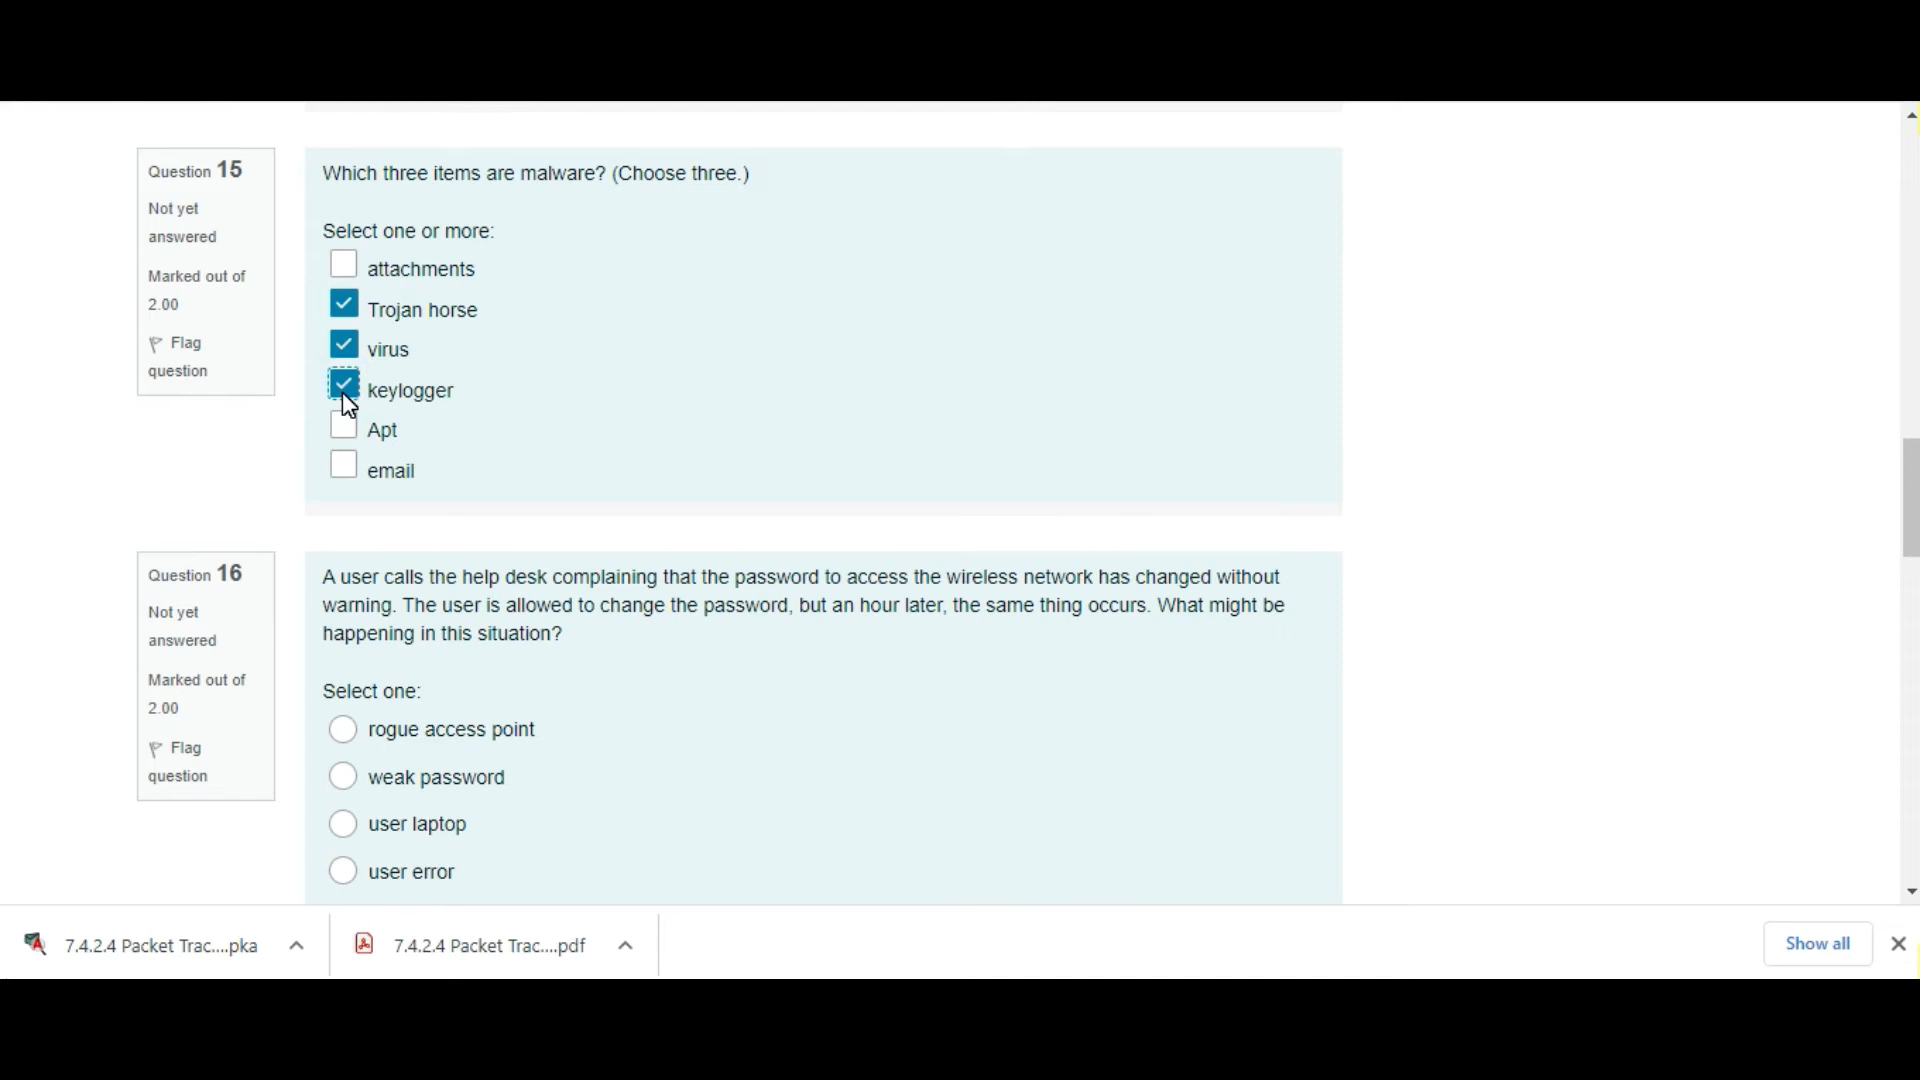 Question 15
Not yet
answered
Marked out of
2.00
Flag
question
Which three items are malware? (Choose three.)
Select one or more:
attachments
Trojan horse
virus
keylogger
Apt
email
Question 16
Not yet
answered
Marked out of
2.00
Flag
question
A user calls the help desk complaining that the password to access the wireless network has changed without
warning. The user is allowed to change the password, but an hour later, the same thing occurs. What might be
happening in this situation?
Select one:
rogue access point
weak password
user laptop
user error
7.4.2.4 Packet Trac....pka
7.4.2.4 Packet Trac....pdf
Show all